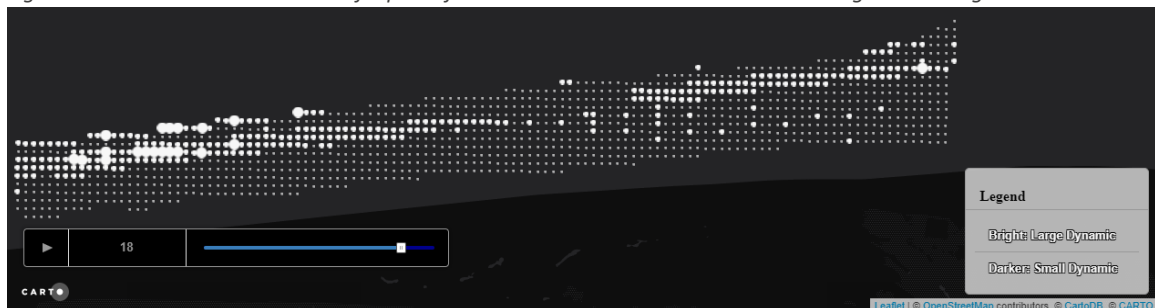 Legend
Bright: Large Dynamic
Darker: Small Dynamic
18
CARTO
Leaflet | © OpenStreetMap contributors, © CartoDB, © CARTO